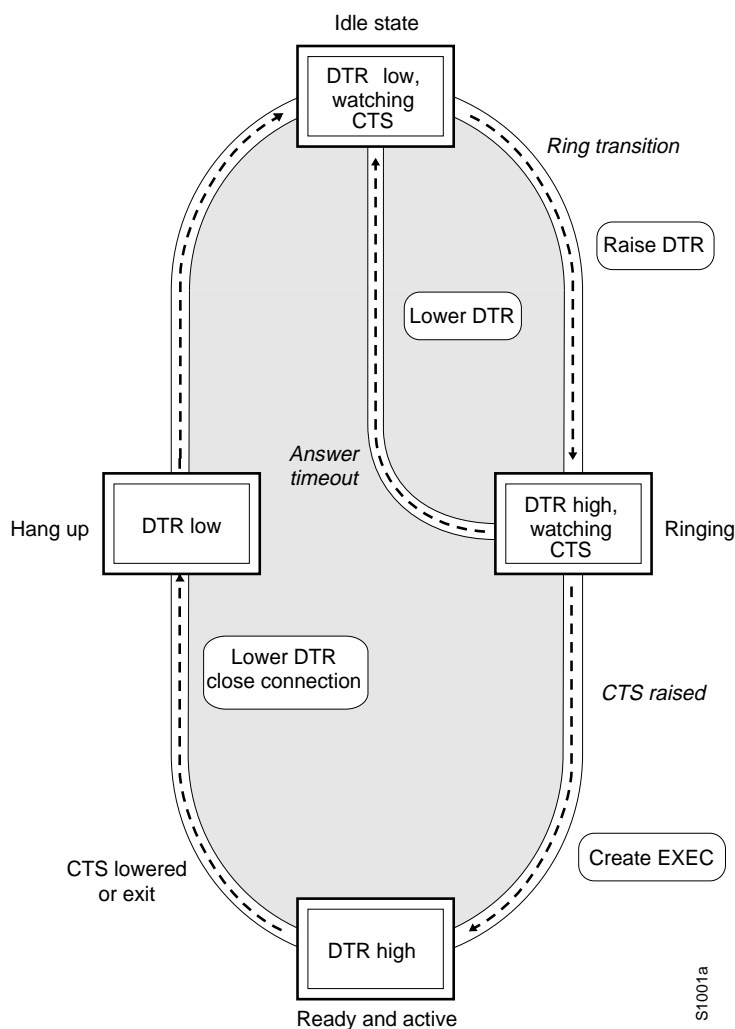 Idle state
DTR low,
watching
CTS
Ring transition
Raise DTR
Lower DTR
Answer
timeout
Hang up
DTR low
DTR high,
watching
CTS
Ringing
Lower DTR
close connection
CTS raised
CTS lowered
or exit
Create EXEC
DTR high
Ready and active
S1001a